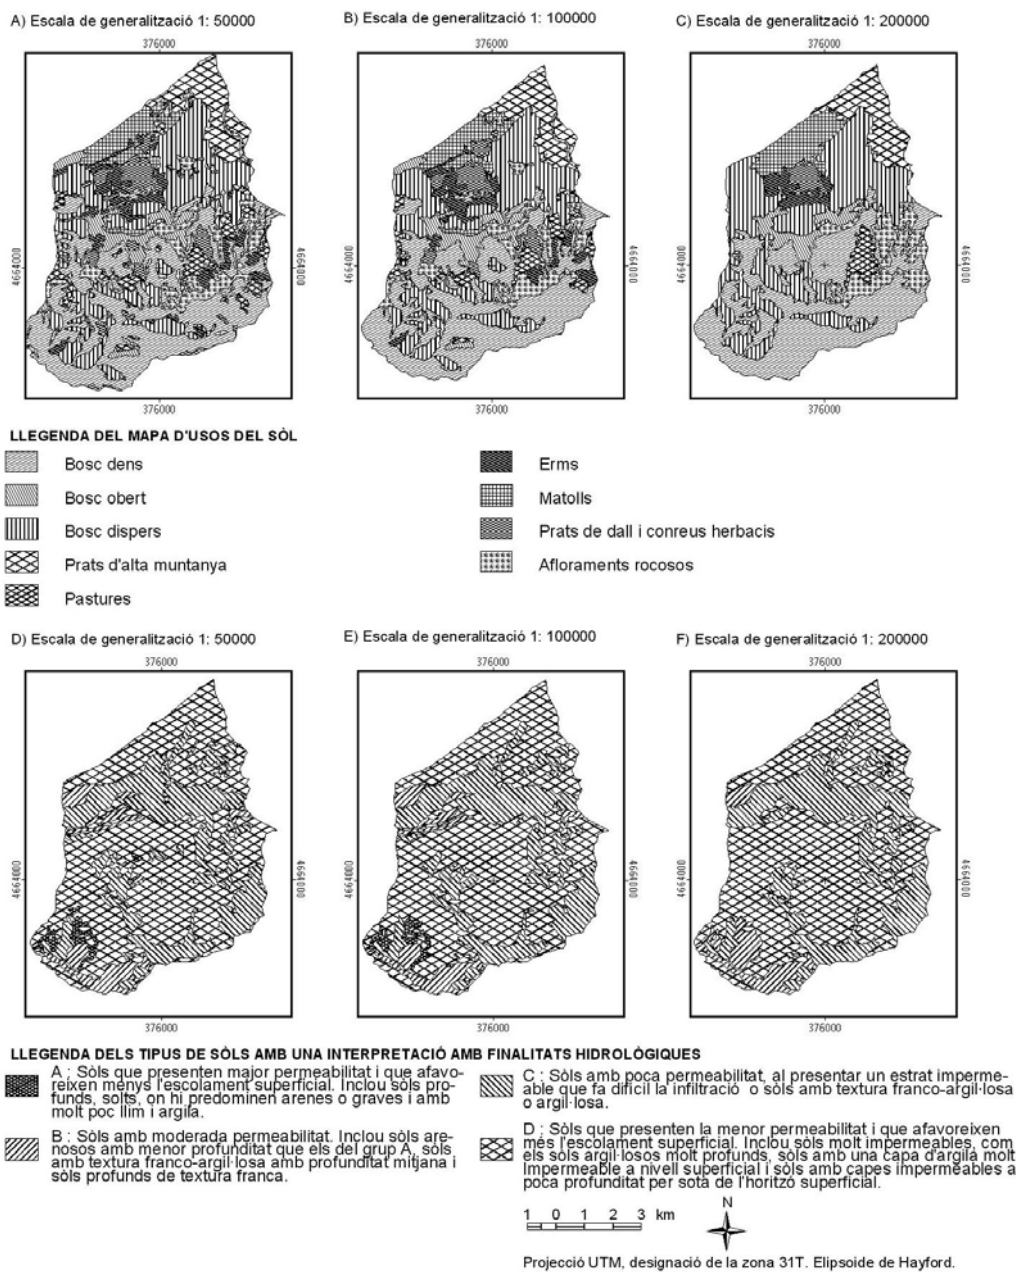 A) Escala de generalització 1: 50000
B) Escala de generalització 1: 100000
C) Escala de generalització 1: 200000
376000
376000
376000
4664000
4664000
4664000
4664000
4664000
4664000
376000
376000
376000
LLEGENDA DEL MAPA D'USOS DEL SÒL
Bosc dens
Bosc obert
Bosc dispers
Prats d'alta muntanya
Pastures
Erms
Matolls
Prats de dall i conreus herbacis
Afloraments rocosos
D) Escala de generalització 1: 50000
E) Escala de generalització 1: 100000
F) Escala de generalització 1: 200000
376000
376000
376000
4664000
4664000
4664000
4664000
4664000
4664000
376000
376000
376000
LLEGENDA DELS TIPUS DE SÒLS AMB UNA INTERPRETACIÓ AMB FINALITATS HIDROLÒGIQUES
A : Sòls que presenten major permeabilitat i que afavo-
reixen menys l'escolament superficial. Inclou sòls pro-
funds, solts, on hi predominen arenes o graves i amb
molt poc llim i argila.
B : Sòls amb moderada permeabilitat. Inclou sòls are-
nosos amb menor profunditat que els del grup A, sòls
amb textura franco-argil·losa amb profunditat mitjana i
sòls profunds de textura franca.
C : Sòls amb poca permeabilitat, al presentar un estrat imperme-
able que fa difícil la infiltració o sòls amb textura franco-argil·losa
o argil·losa.
D : Sòls que presenten la menor permeabilitat i que afavoreixen
més l'escolament superficial. Inclou sòls molt impermeables, com
els sòls argil·losos molt profunds, sòls amb una capa d'argila molt
Impermeable a nivell superficial i sòls amb capes impermeables a
poca profunditat per sota de l'horitzó superficial.
1 0 1 2 3 km
N
Projecció UTM, designació de la zona 31T. Elipsoide de Hayford.